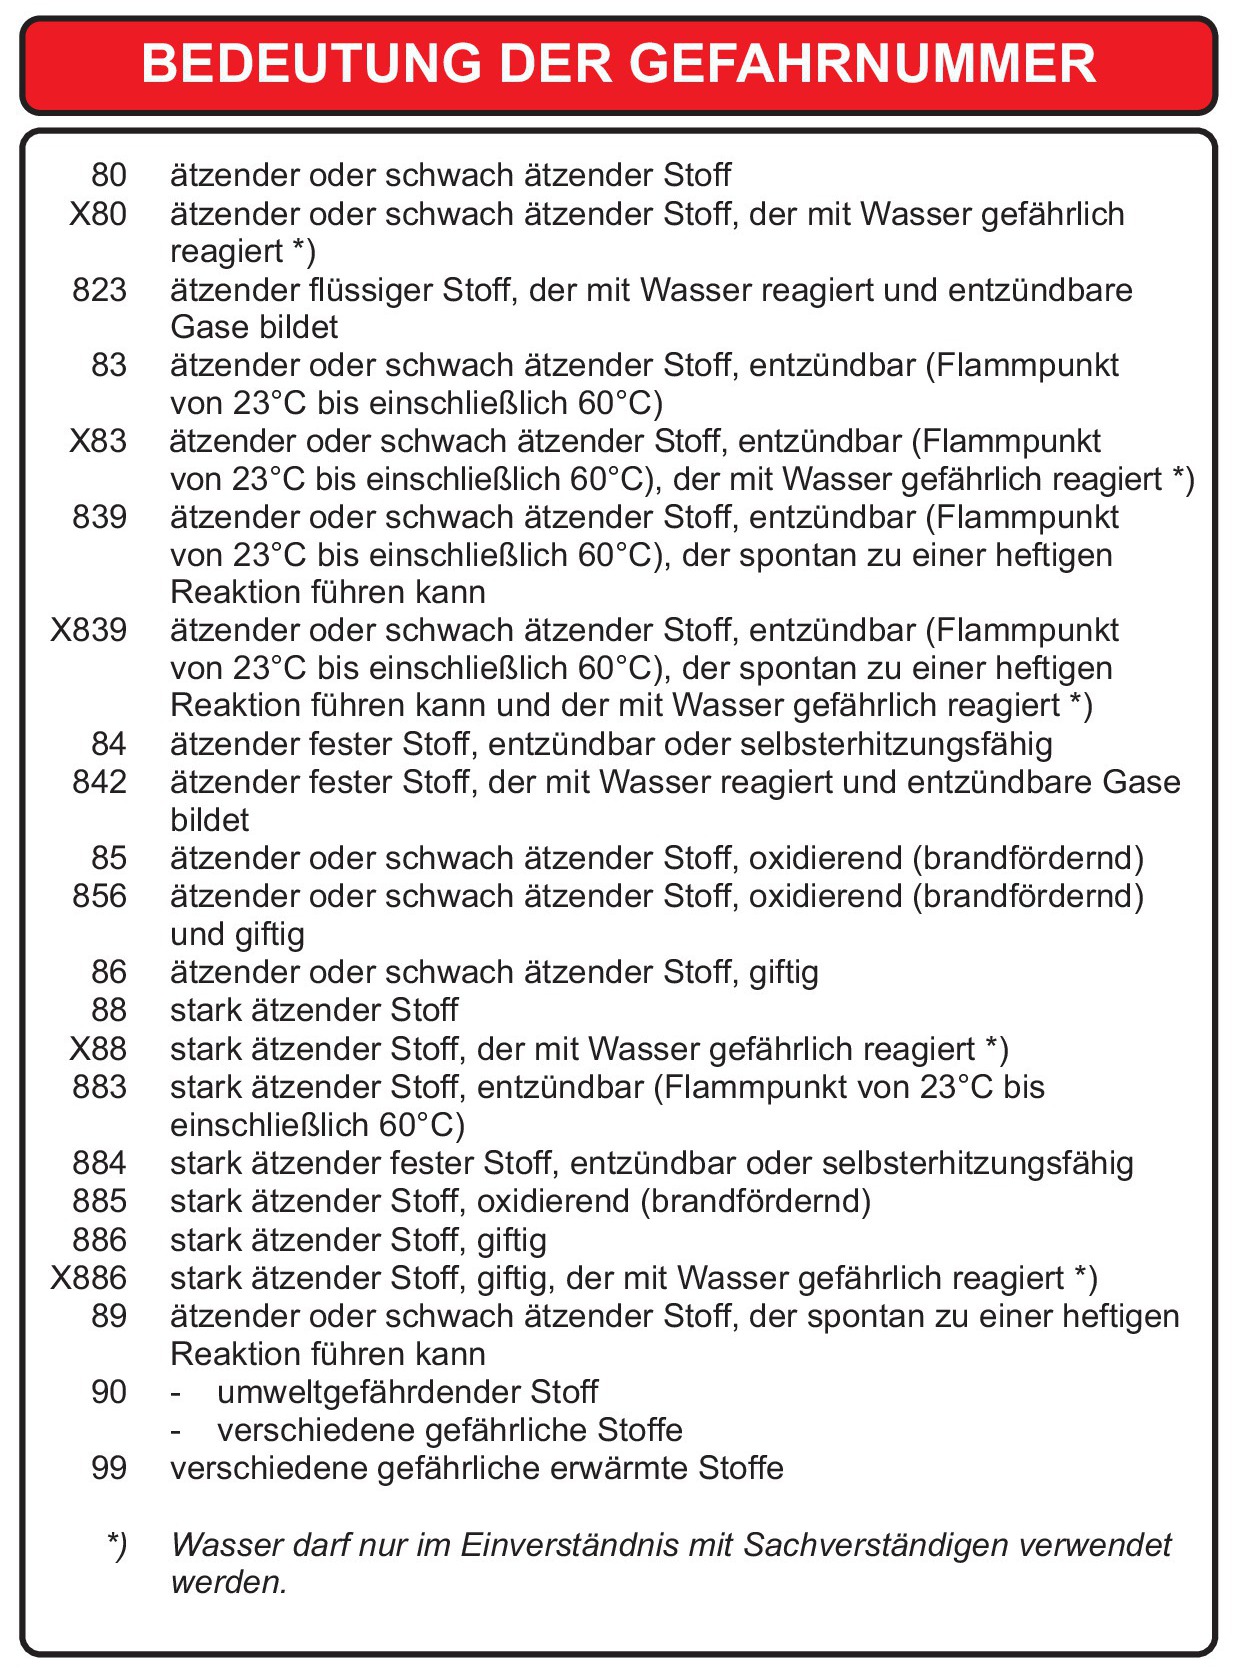 BEDEUTUNG DER GEFAHRNUMMER
80 ätzender oder schwach ätzender Stoff
X80 ätzender oder schwach ätzender Stoff, der mit Wasser gefährlich
reagiert *)
823 ätzender flüssiger Stoff, der mit Wasser reagiert und entzündbare
Gase bildet
83 ätzender oder schwach ätzender Stoff, entzündbar (Flammpunkt
von 23°C bis einschließlich 60°C)
X83 ätzender oder schwach ätzender Stoff, entzündbar (Flammpunkt
von 23°C bis einschließlich 60°C), der mit Wasser gefährlich reagiert *)
839 ätzender oder schwach ätzender Stoff, entzündbar (Flammpunkt
von 23°C bis einschließlich 60°C), der spontan zu einer heftigen
Reaktion führen kann
X839 ätzender oder schwach ätzender Stoff, entzündbar (Flammpunkt
von 23°C bis einschließlich 60°C), der spontan zu einer heftigen
Reaktion führen kann und der mit Wasser gefährlich reagiert *)
84 ätzender fester Stoff, entzündbar oder selbsterhitzungsfähig
842 ätzender fester Stoff, der mit Wasser reagiert und entzündbare Gase
bildet
85 ätzender oder schwach ätzender Stoff, oxidierend (brandfördernd)
856 ätzender oder schwach ätzender Stoff, oxidierend (brandfördernd)
und giftig
86 ätzender oder schwach ätzender Stoff, giftig
88 stark ätzender Stoff
X88 stark ätzender Stoff, der mit Wasser gefährlich reagiert *)
883 stark ätzender Stoff, entzündbar (Flammpunkt von 23°C bis
einschließlich 60°C)
884 stark ätzender fester Stoff, entzündbar oder selbsterhitzungsfähig
885 stark ätzender Stoff, oxidierend (brandfördernd)
886 stark ätzender Stoff, giftig
X886 stark ätzender Stoff, giftig, der mit Wasser gefährlich reagiert *)
89 ätzender oder schwach ätzender Stoff, der spontan zu einer heftigen
Reaktion führen kann
90 - umweltgefährdender Stoff
- verschiedene gefährliche Stoffe
99 verschiedene gefährliche erwärmte Stoffe
*) Wasser darf nur im Einverständnis mit Sachverständigen verwendet
werden.